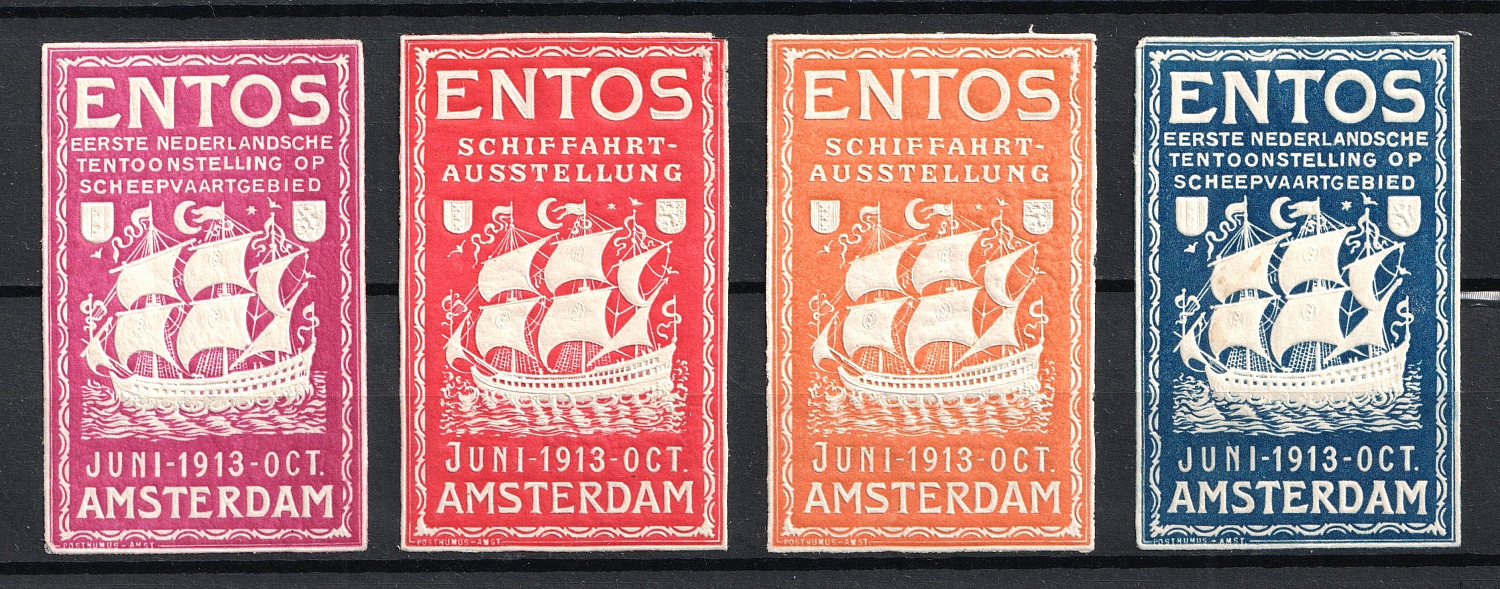 ENTOS
EERSTE NEDERLANDSCHE
TENTOONSTELLING OP
SCHEEPVAARTGEBIED
JUNI-1913-OCT.
AMSTERDAM
POSTHUMUS-AMST.
ENTOS
SCHIFFAHRT-
AUSSTELLUNG
JUNI-1913-OCT.
AMSTERDAM
POSTHUMUS-AMST.
ENTOS
SCHIFFAHRT-
AUSSTELLUNG
JUNI-1913-OCT.
AMSTERDAM
POSTHUMUS-AMST.
ENTOS
EERSTE NEDERLANDSCHE
TENTOONSTELLING OP
SCHEEPVAARTGEBIED
JUNI-1913-OCT.
AMSTERDAM
POSTHUMUS-AMST.